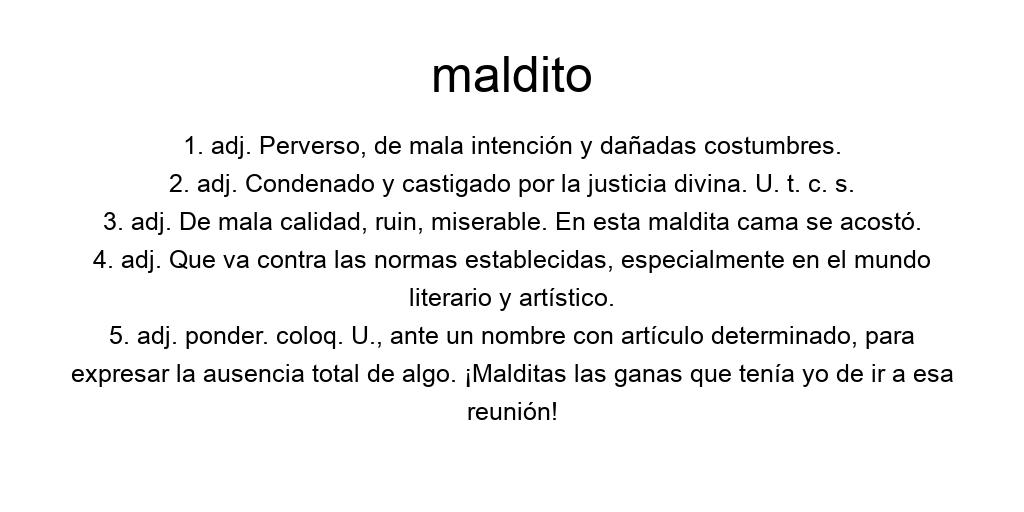 maldito
1. adj. Perverso, de mala intención y dañadas costumbres.
2. adj. Condenado y castigado por la justicia divina. U. t. c. s.
3. adj. De mala calidad, ruin, miserable. En esta maldita cama se acostó.
4. adj. Que va contra las normas establecidas, especialmente en el mundo
literario y artístico.
5. adj. ponder. coloq. U., ante un nombre con artículo determinado, para
expresar la ausencia total de algo. ¡Malditas las ganas que tenía yo de ir a esa
reunión!